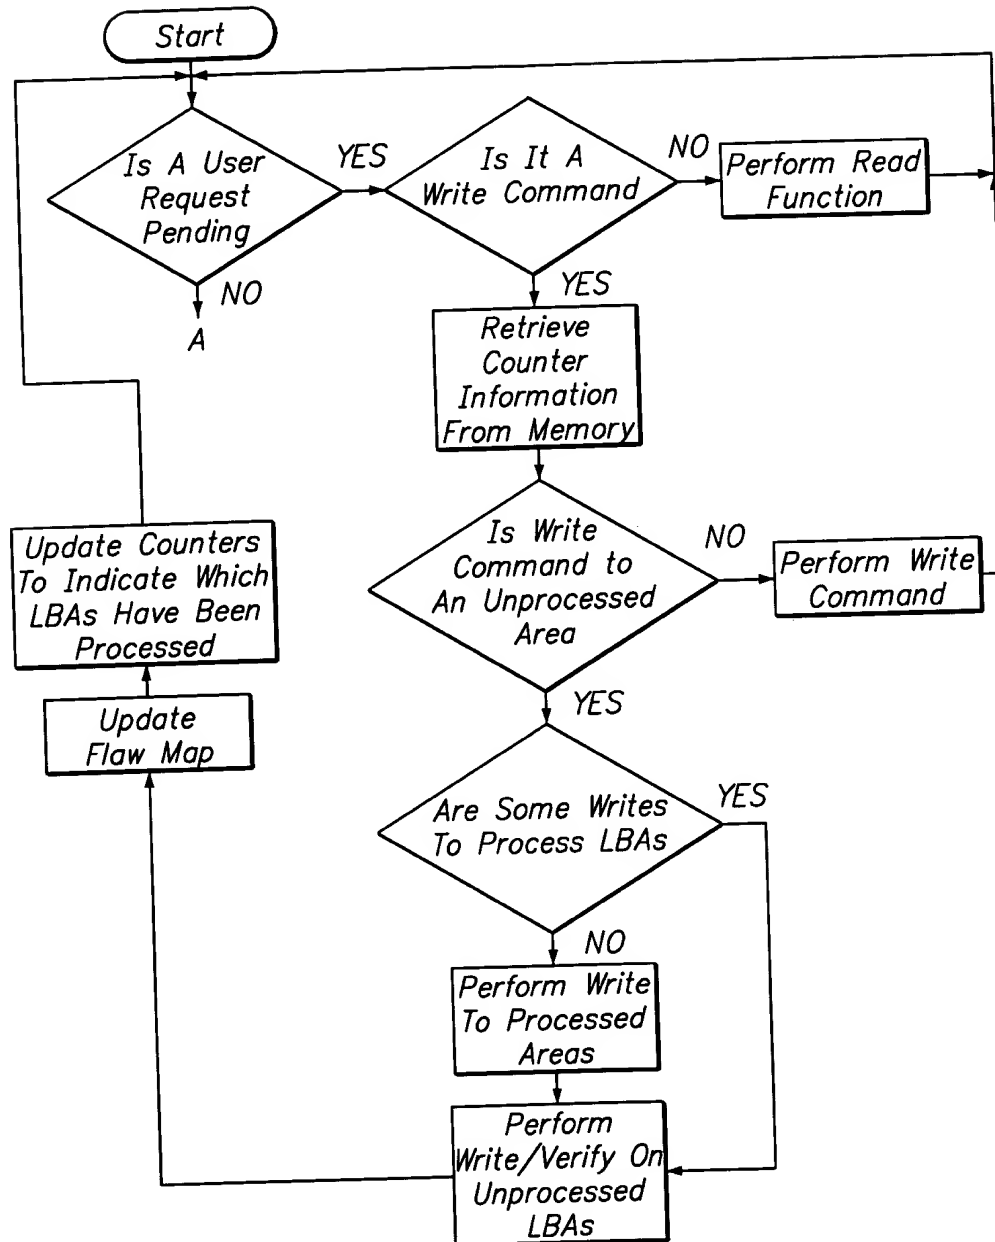 Start
Is A User
Request
Pending
YES
NO
A
Is It A
Write Command
NO
YES
Perform Read
Function
Retrieve
Counter
Information
From Memory
Is Write
Command to
An Unprocessed
Area
NO
YES
Perform Write
Command
Update Counters
To Indicate Which
LBAs Have Been
Processed
Update
Flaw Map
Are Some Writes
To Process LBAs
YES
NO
Perform Write
To Processed
Areas
Perform
Write/Verify On
Unprocessed
LBAs